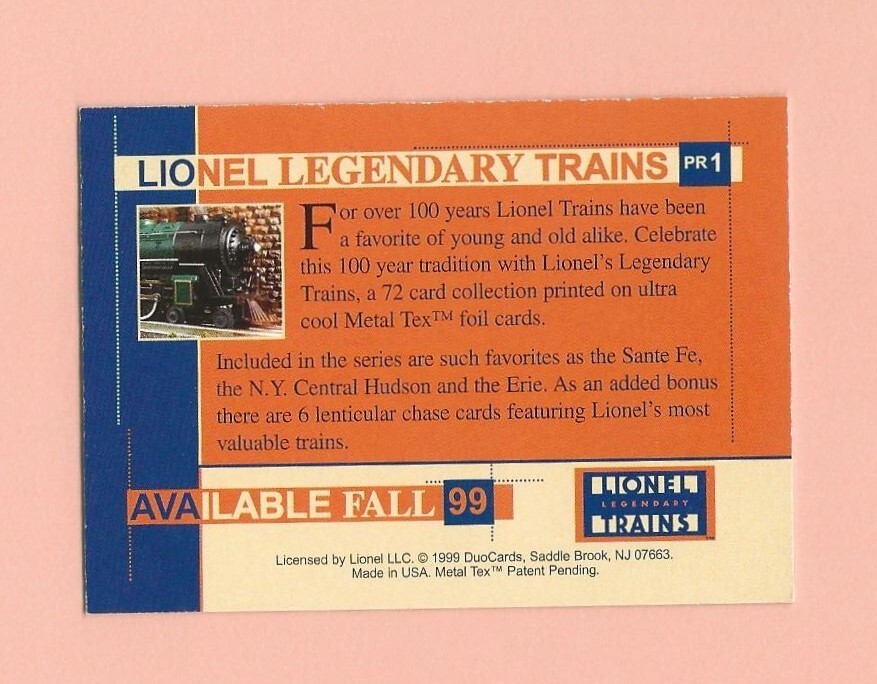 LIONEL LEGENDARY TRAINS PR1
For over 100 years Lionel Trains have been
a favorite of young and old alike. Celebrate
this 100 year tradition with Lionel's Legendary
Trains, a 72 card collection printed on ultra
cool Metal Tex™ foil cards.
Included in the series are such favorites as the Sante Fe,
the N.Y. Central Hudson and the Erie. As an added bonus
there are 6 lenticular chase cards featuring Lionel's most
valuable trains.
AVAILABLE FALL 99
LIONEL
LEGENDARY
TRAINS™
Licensed by Lionel LLC. © 1999 DuoCards, Saddle Brook, NJ 07663.
Made in USA. Metal Tex™ Patent Pending.